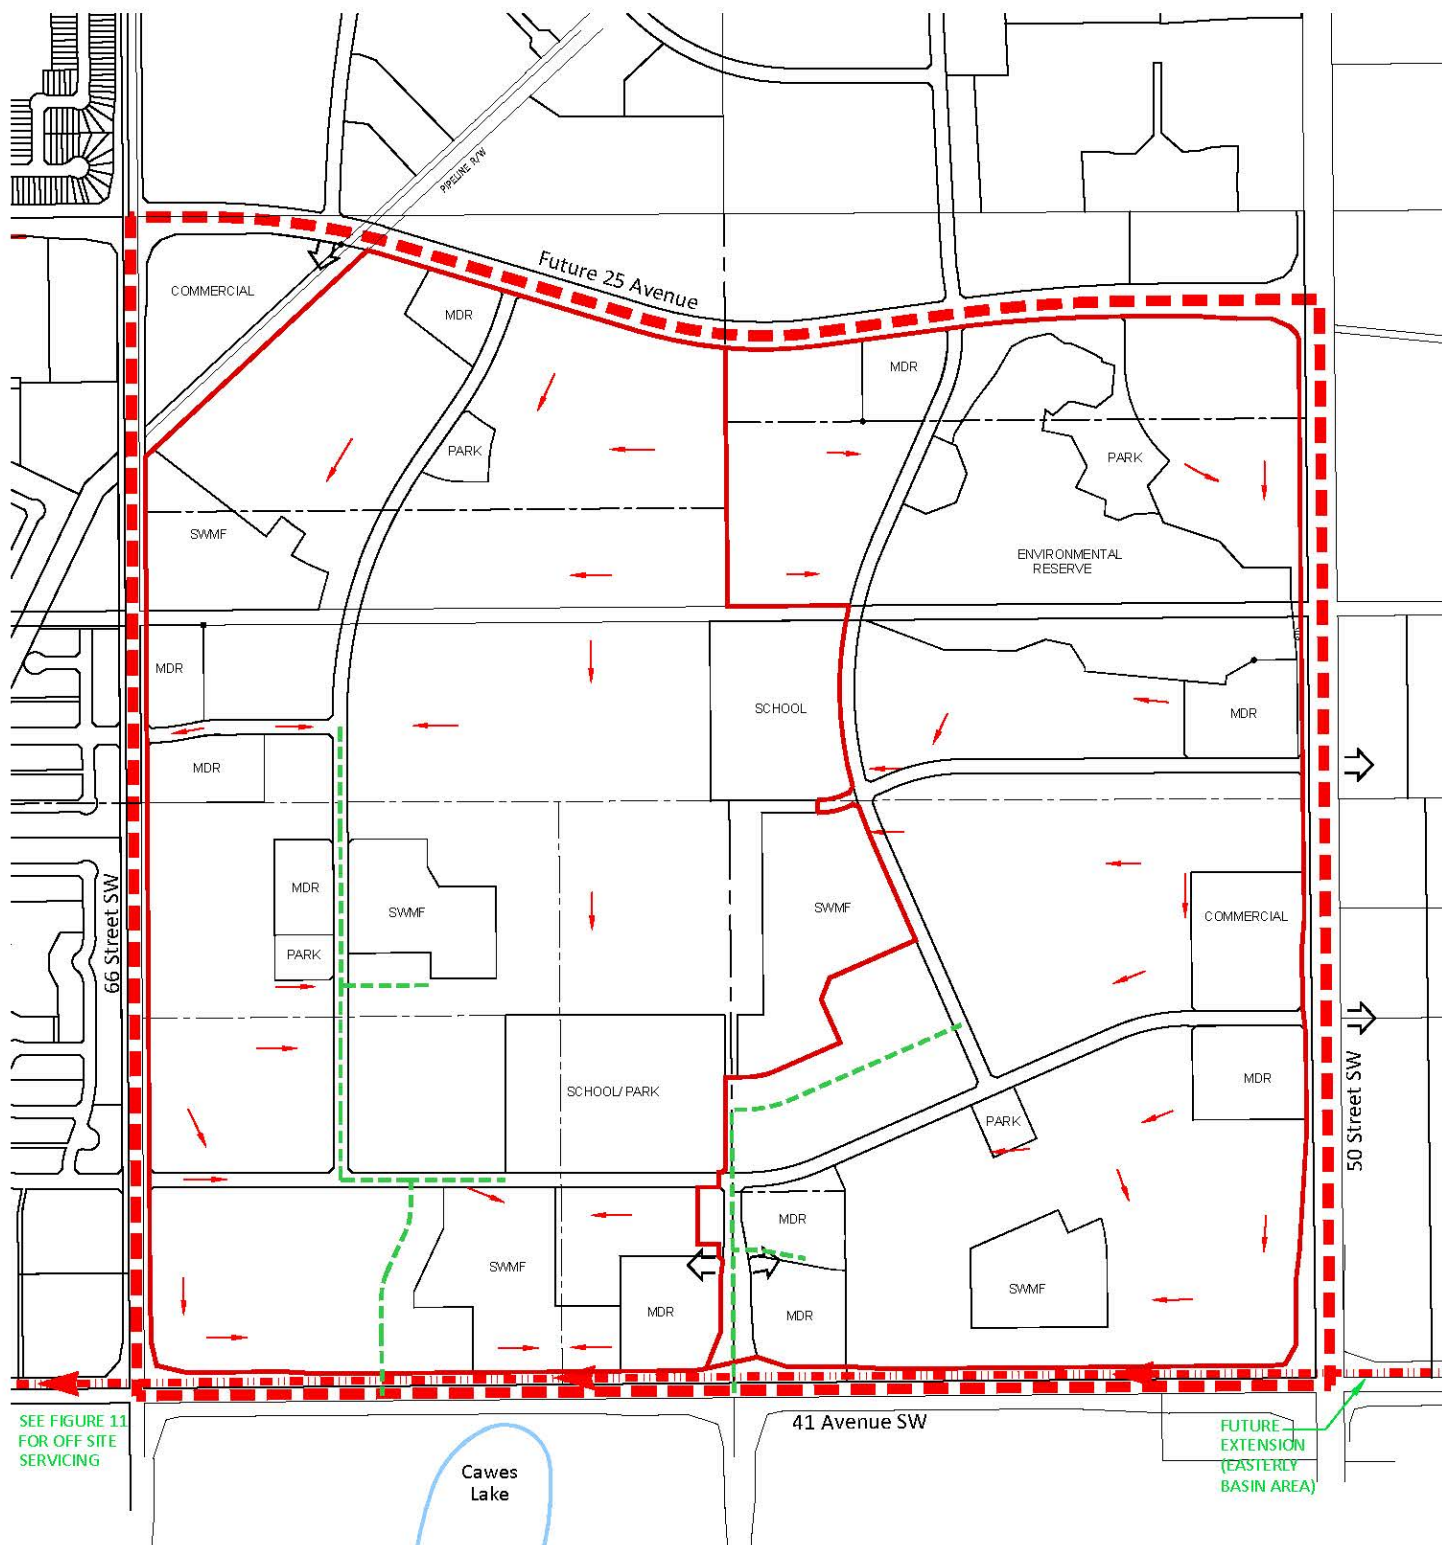 PIPELINE R/W
Future 25 Avenue
COMMERCIAL
MDR
MDR
PARK
PARK
SWMF
ENVIRONMENTAL
RESERVE
MDR
SCHOOL
MDR
MDR
MDR
SWMF
SWMF
COMMERCIAL
PARK
66 Street SW
SCHOOL/ PARK
MDR
PARK
50 Street SW
MDR
SWMF
SWMF
MDR
MDR
41 Avenue SW
SEE FIGURE 11
FOR OFF SITE
SERVICING
FUTURE
EXTENSION
(EASTERLY
BASIN AREA)
Cawes
Lake